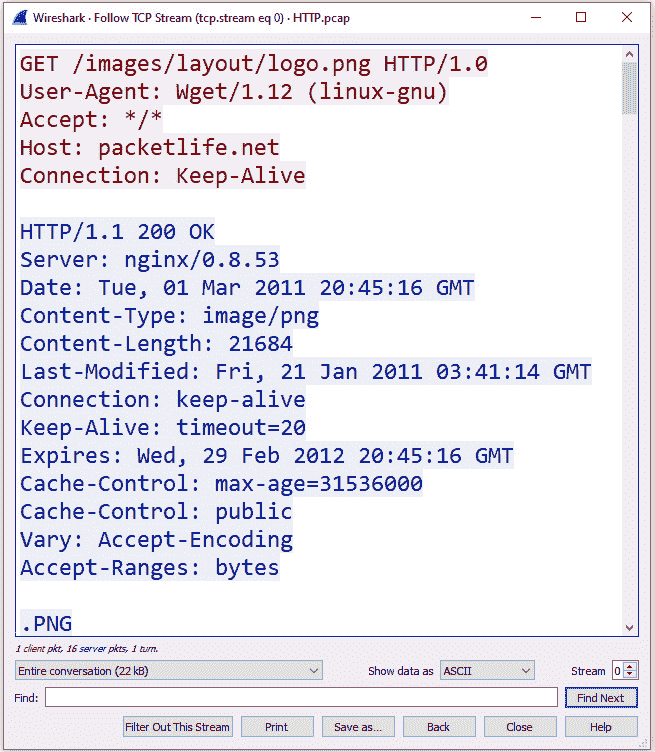 Wireshark · Follow TCP Stream (tcp.stream eq 0) · HTTP.pcap
GET /images/layout/logo.png HTTP/1.0
User-Agent: Wget/1.12 (linux-gnu)
Accept: */*
Host: packetlife.net
Connection: Keep-Alive
HTTP/1.1 200 OK
Server: nginx/0.8.53
Date: Tue, 01 Mar 2011 20:45:16 GMT
Content-Type: image/png
Content-Length: 21684
Last-Modified: Fri, 21 Jan 2011 03:41:14 GMT
Connection: keep-alive
Keep-Alive: timeout=20
Expires: Wed, 29 Feb 2012 20:45:16 GMT
Cache-Control: max-age=31536000
Cache-Control: public
Vary: Accept-Encoding
Accept-Ranges: bytes
.PNG
1 client pkt, 16 server pkts, 1 turn.
Entire conversation (22 kB) Show data as ASCII Stream 0
Find: Find Next
Filter Out This Stream Print Save as... Back Close Help